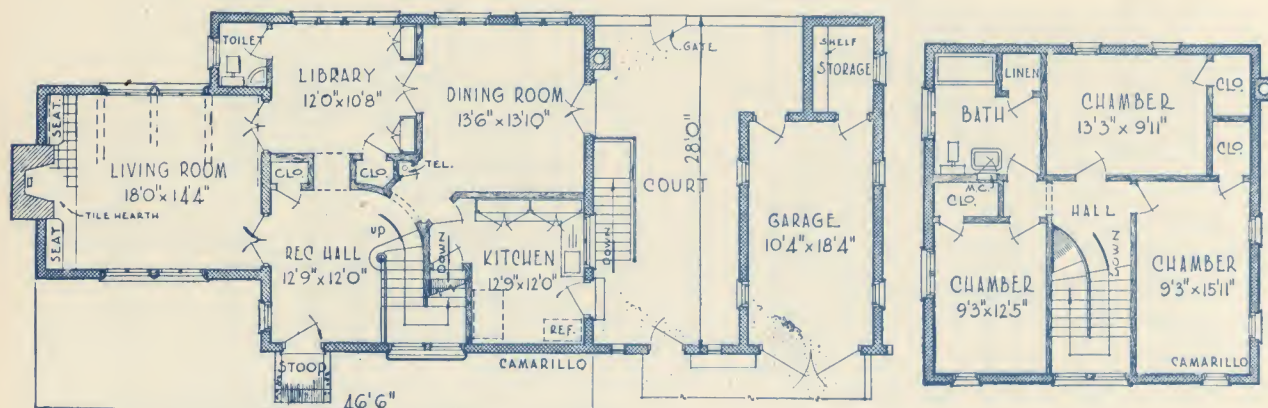 TOILET
LIBRARY
12'0"x10'8"
DINING ROOM
13'6"x13'10"
SEAT
LIVING ROOM
18'0"x14'4"
TILE HEARTH
SEAT
CLO.
CLO.
TEL.
UP
REC HALL
12'9"x12'0"
DOWN
KITCHEN
12'9"x12'0"
REF.
STOOP
46'6"
CAMARILLO
GATE
28'0"
COURT
DOWN
SHELF
STORAGE
GARAGE
10'4"x18'4"
LINEN
BATH
CHAMBER
13'3"x9'11"
CLO.
CLO.
M.C.
CLO.
HALL
DOWN
CHAMBER
9'3"x12'5"
CHAMBER
9'3"x15'11"
CAMARILLO